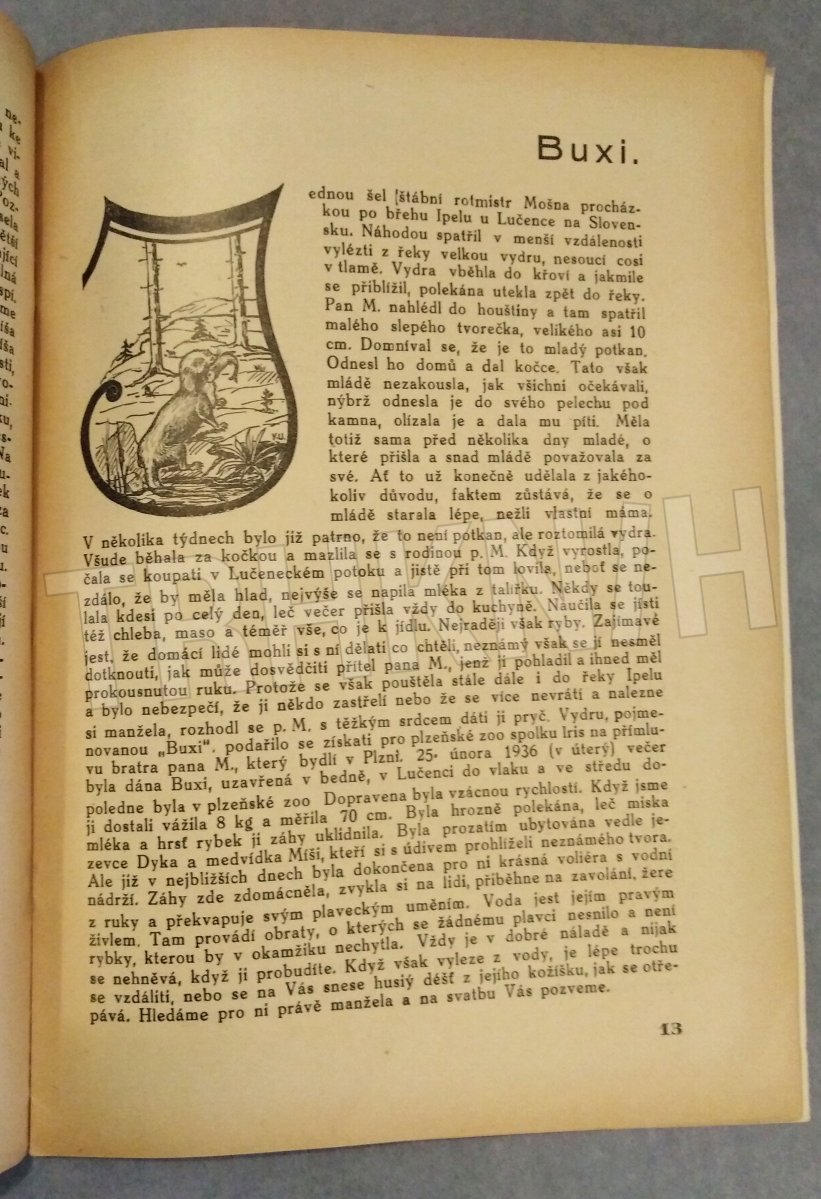 Buxi.
Jednou šel štábní rotmistr Mošna procház-
kou po břehu Ipelu u Lučence na Sloven-
sku. Náhodou spatřil v menší vzdálenosti
vylézti z řeky velkou vydru, nesoucí cosi
v tlamě. Vydra vběhla do křoví a jakmile
se přiblížil, polekána utekla zpět do řeky.
Pan M. nahlédl do houštiny a tam spatřil
malého slepého tvorečka, velikého asi 10
cm. Domníval se, že je to mladý potkan.
Odnesl ho domů a dal kočce. Tato však
mládě nezakousla, jak všichni očekávali,
nýbrž odnesla je do svého pelechu pod
kamna, olízala je a dala mu píti. Měla
totiž sama před několika dny mladé, o
které přišla a snad mládě považovala za
své. Ať to už konečně udělala z jakého-
koliv důvodu, faktem zůstává, že se o
mládě starala lépe, nežli vlastní máma.
V několika týdnech bylo již patrno, že to není potkan, ale roztomilá vydra.
Všude běhala za kočkou a mazlila se s rodinou p. M. Když vyrostla, po-
čala se koupati v Lučeneckém potoku a jistě při tom lovila, neboť se ne-
zdálo, že by měla hlad, nejvýše se napila mléka z talířku. Někdy se tou-
lala kdesi po celý den, leč večer přišla vždy do kuchyně. Naučila se jísti
též chleba, maso a téměř vše, co je k jídlu. Nejraději však ryby. Zajímavé
jest, že domácí lidé mohli si s ní dělati co chtěli, neznámý však se jí nesměl
dotknouti, jak může dosvědčiti přítel pana M., jenž jí pohladil a ihned měl
prokousnutou ruku. Protože se však pouštěla stále dále i do řeky Ipelu
a bylo nebezpečí, že ji někdo zastřelí nebo že se více nevrátí a nalezne
si manžela, rozhodl se p. M. s těžkým srdcem dáti ji pryč. Vydru, pojme-
novanou „Buxi“. podařilo se získati pro plzeňské zoo spolku Iris na přímlu-
vu bratra pana M., který bydlí v Plzni. 25. února 1936 (v úterý) večer
byla dána Buxi, uzavřená v bedně, v Lučenci do vlaku a ve středu do-
poledne byla v plzeňské zoo Dopravena byla vzácnou rychlostí. Když jsme
ji dostali vážila 8 kg a měřila 70 cm. Byla hrozně polekána, leč miska
mléka a hrsť rybek jí záhy uklidnila. Byla prozatím ubytována vedle je-
zevce Dyka a medvídka Míši, kteří si s údivem prohlíželi neznámého tvora.
Ale již v nejbližších dnech byla dokončena pro ni krásná voliéra s vodní
nádrží. Záhy zde zdomácněla, zvykla si na lidi, přiběhne na zavolání, žere
z ruky a překvapuje svým plaveckým uměním. Voda jest jejím pravým
živlem. Tam provádí obraty, o kterých se žádnému plavci nesnilo a není
rybky, kterou by v okamžiku nechytla. Vždy je v dobré náladě a nijak
se nehněvá, když ji probudíte. Když však vyleze z vody, je lépe trochu
se vzdáliti, nebo se na Vás snese husiý déšť z jejího kožíšku, jak se otře-
pává. Hledáme pro ni právě manžela a na svatbu Vás pozveme.
13